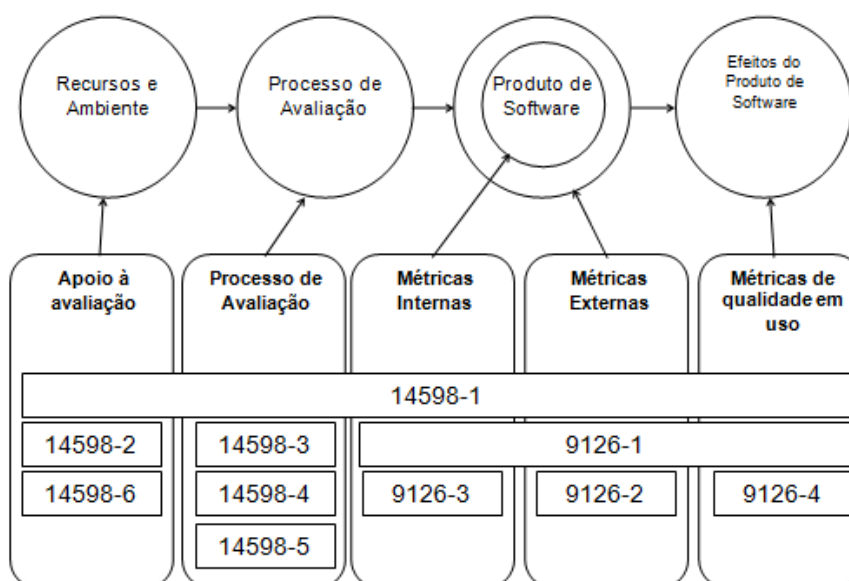 Recursos e
Ambiente
Processo de
Avaliação
Produto de
Software
Efeitos do
Produto de
Software
Apoio à
avaliação
Processo de
Avaliação
Métricas
Internas
Métricas
Externas
Métricas de
qualidade em
uso
14598-1
14598-2
14598-3
9126-1
14598-6
14598-4
9126-3
9126-2
9126-4
14598-5